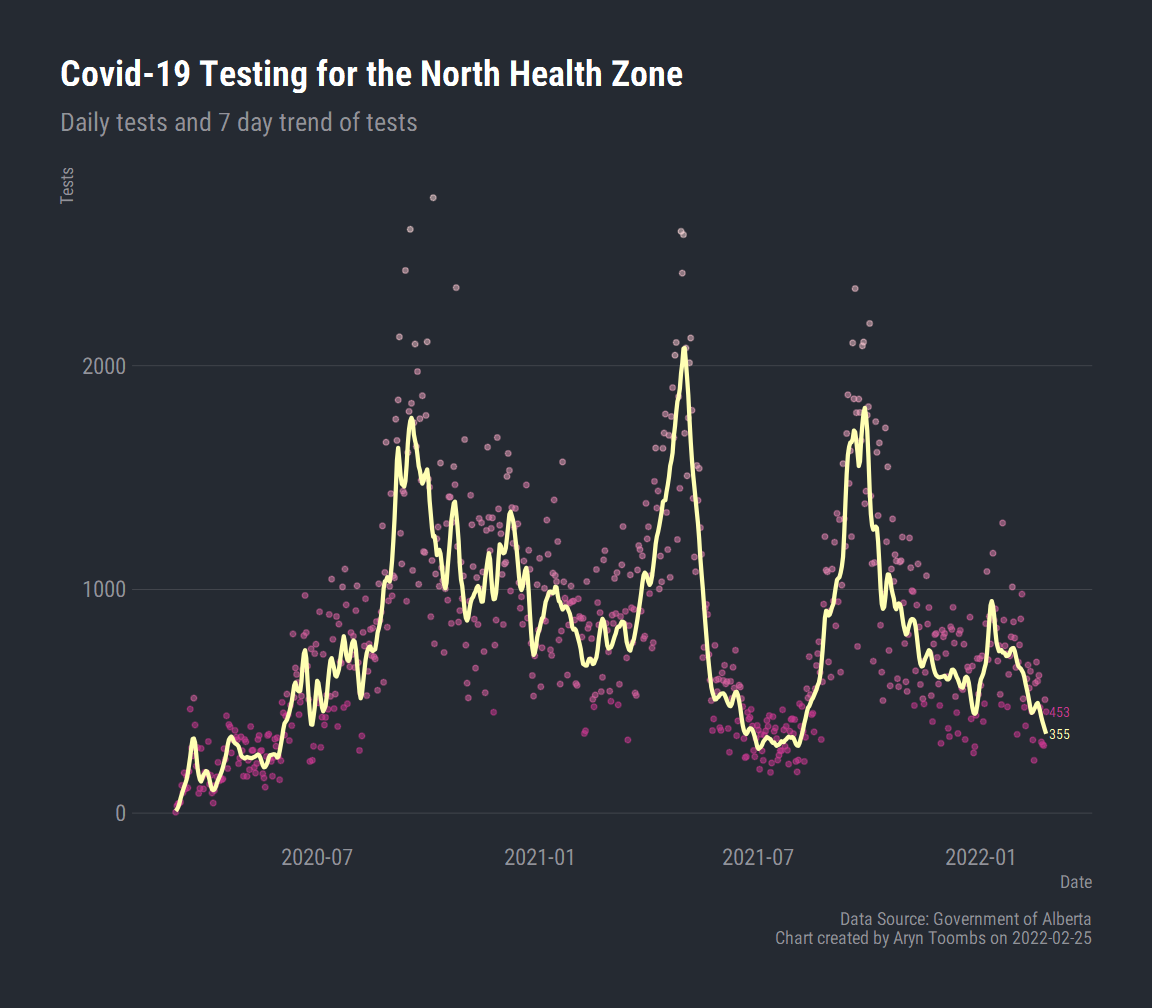 Covid-19 Testing for the North Health Zone
Daily tests and 7 day trend of tests
Tests
2000
1000
0
453
355
2020-07
2021-01
2021-07
2022-01
Date
Data Source: Government of Alberta
Chart created by Aryn Toombs on 2022-02-25